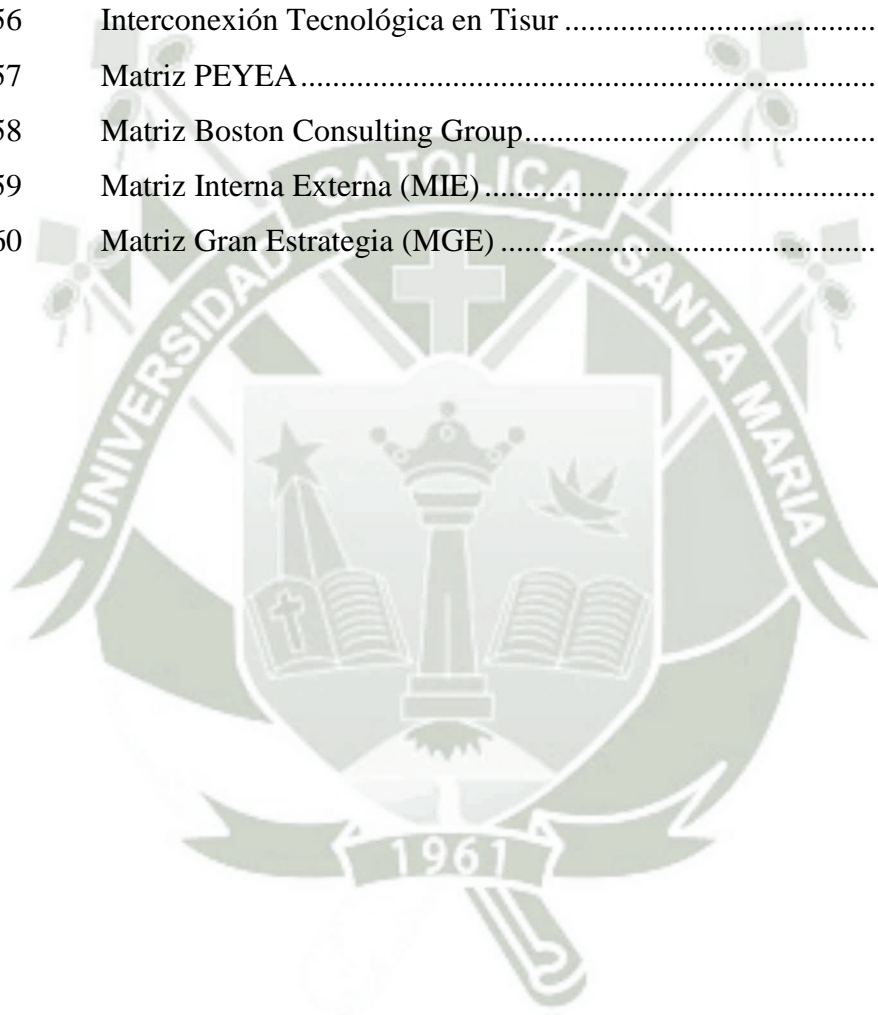 56 Interconexión Tecnológica en Tisur ....................................
57 Matriz PEYEA ....................................................................
58 Matriz Boston Consulting Group.........................................
59 Matriz Interna Externa (MIE) ..............................................
60 Matriz Gran Estrategia (MGE) ............................................
UNIVERSIDAD CATOLICA SANTA MARIA
1961